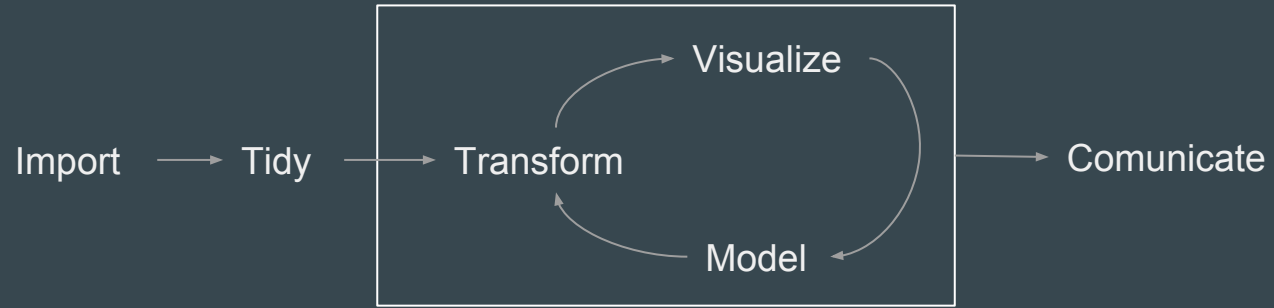 Import
Tidy
Transform
Visualize
Model
Comunicate